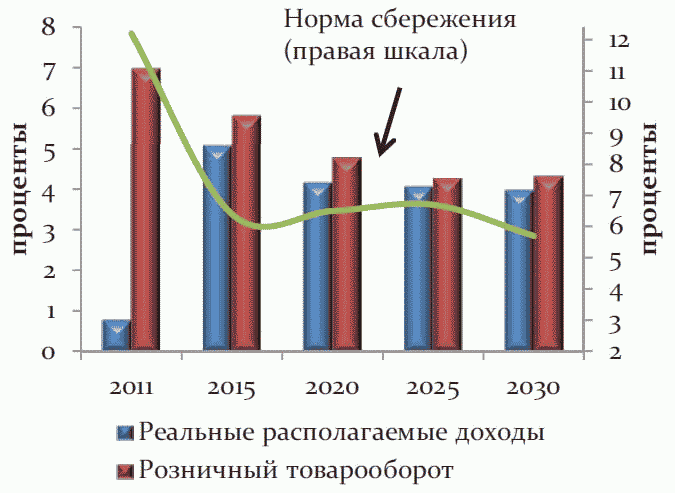 Норма сбережения
(правая шкала)
проценты
8
7
6
5
4
3
2
1
0
12
11
10
9
8
7
6
5
4
3
2
проценты
2011 2015 2020 2025 2030
Реальные располагаемые доходы
Розничный товарооборот